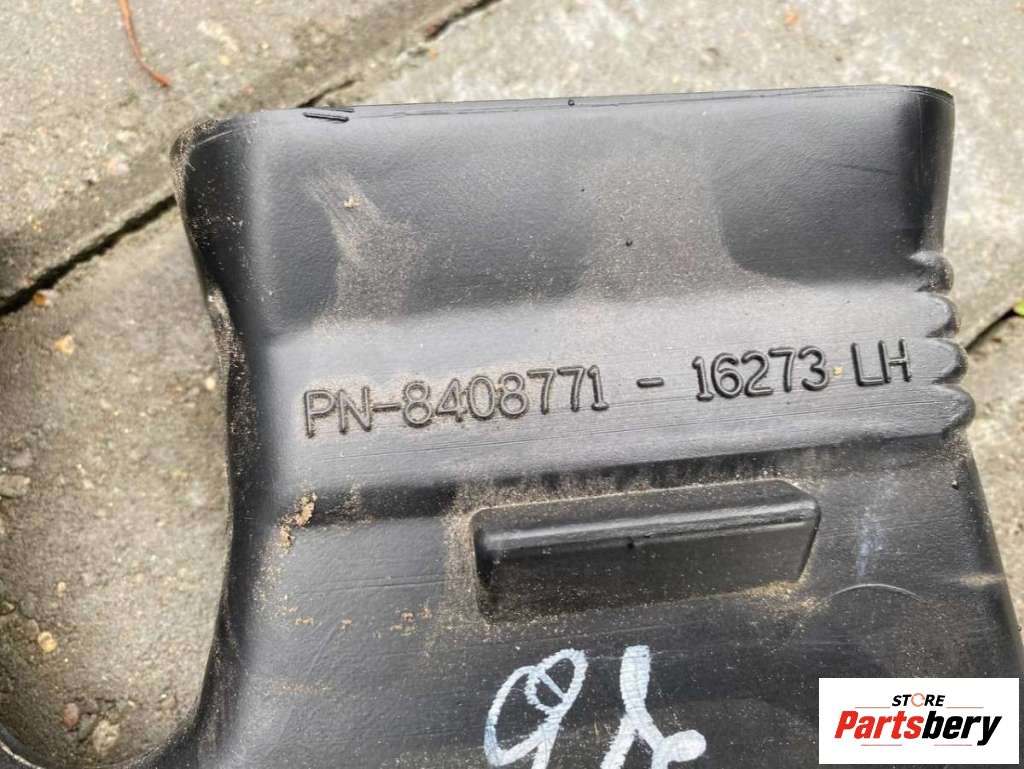 PN-8408771 - 16273 LH
STORE
Partsbery